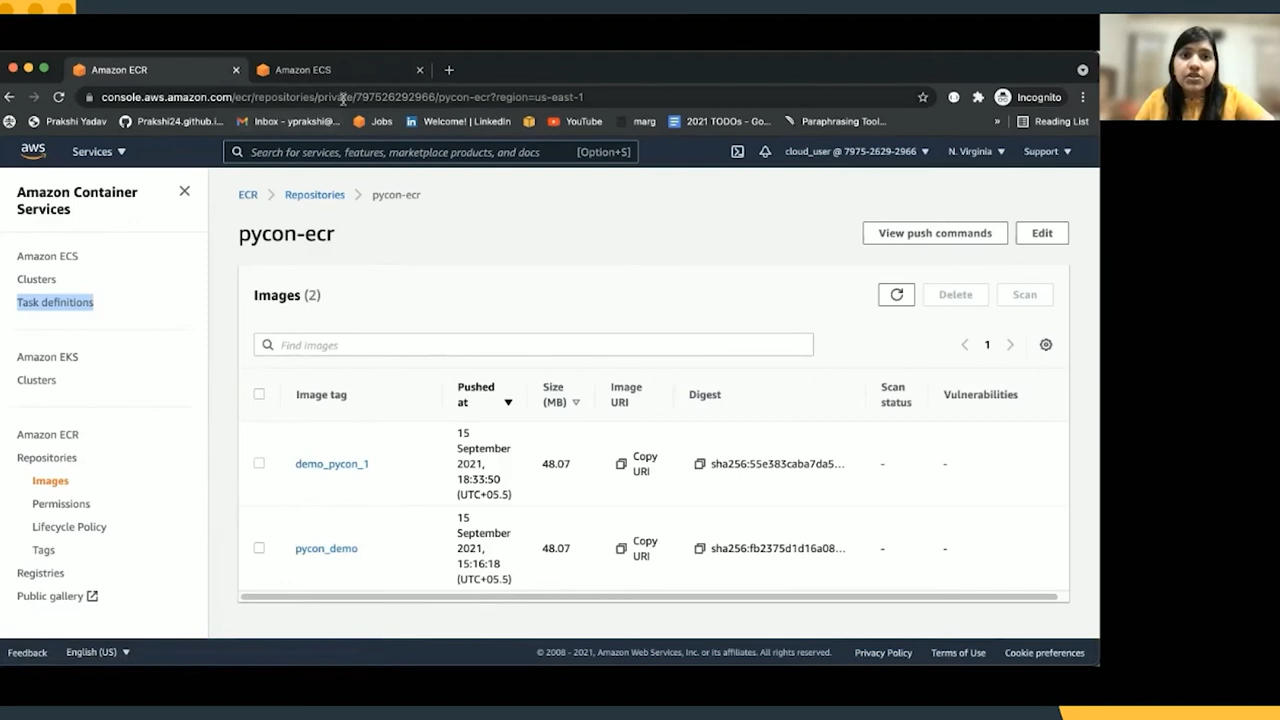 Amazon ECR
Amazon ECS
console.aws.amazon.com/ecr/repositories/private/797526292966/pycon-ecr?region=us-east-1
Incognito
Prakshi Yadav
Prakshi24.github.i...
Inbox - yprakshi@...
Jobs
Welcome! | LinkedIn
YouTube
marg
2021 TODOs - Go...
Paraphrasing Tool...
»
Reading List
aws
Services
Search for services, features, marketplace products, and docs
[Option+S]
cloud_user @ 7975-2629-2966
N. Virginia
Support
Amazon Container
Services
Amazon ECS
Clusters
Task definitions
Amazon EKS
Clusters
Amazon ECR
Repositories
Images
Permissions
Lifecycle Policy
Tags
Registries
Public gallery
ECR > Repositories > pycon-ecr
pycon-ecr
View push commands
Edit
Images (2)
Delete
Scan
Find images
1
Image tag
Pushed
at
Size
(MB)
Image
URI
Digest
Scan
status
Vulnerabilities
demo_pycon_1
15
September
2021,
18:33:50
(UTC+05.5)
48.07
Copy
URI
sha256:55e383caba7da5...
-
-
pycon_demo
15
September
2021,
15:16:18
(UTC+05.5)
48.07
Copy
URI
sha256:fb2375d1d16a08...
-
-
Feedback
English (US)
© 2008 - 2021, Amazon Web Services, Inc. or its affiliates. All rights reserved.
Privacy Policy
Terms of Use
Cookie preferences